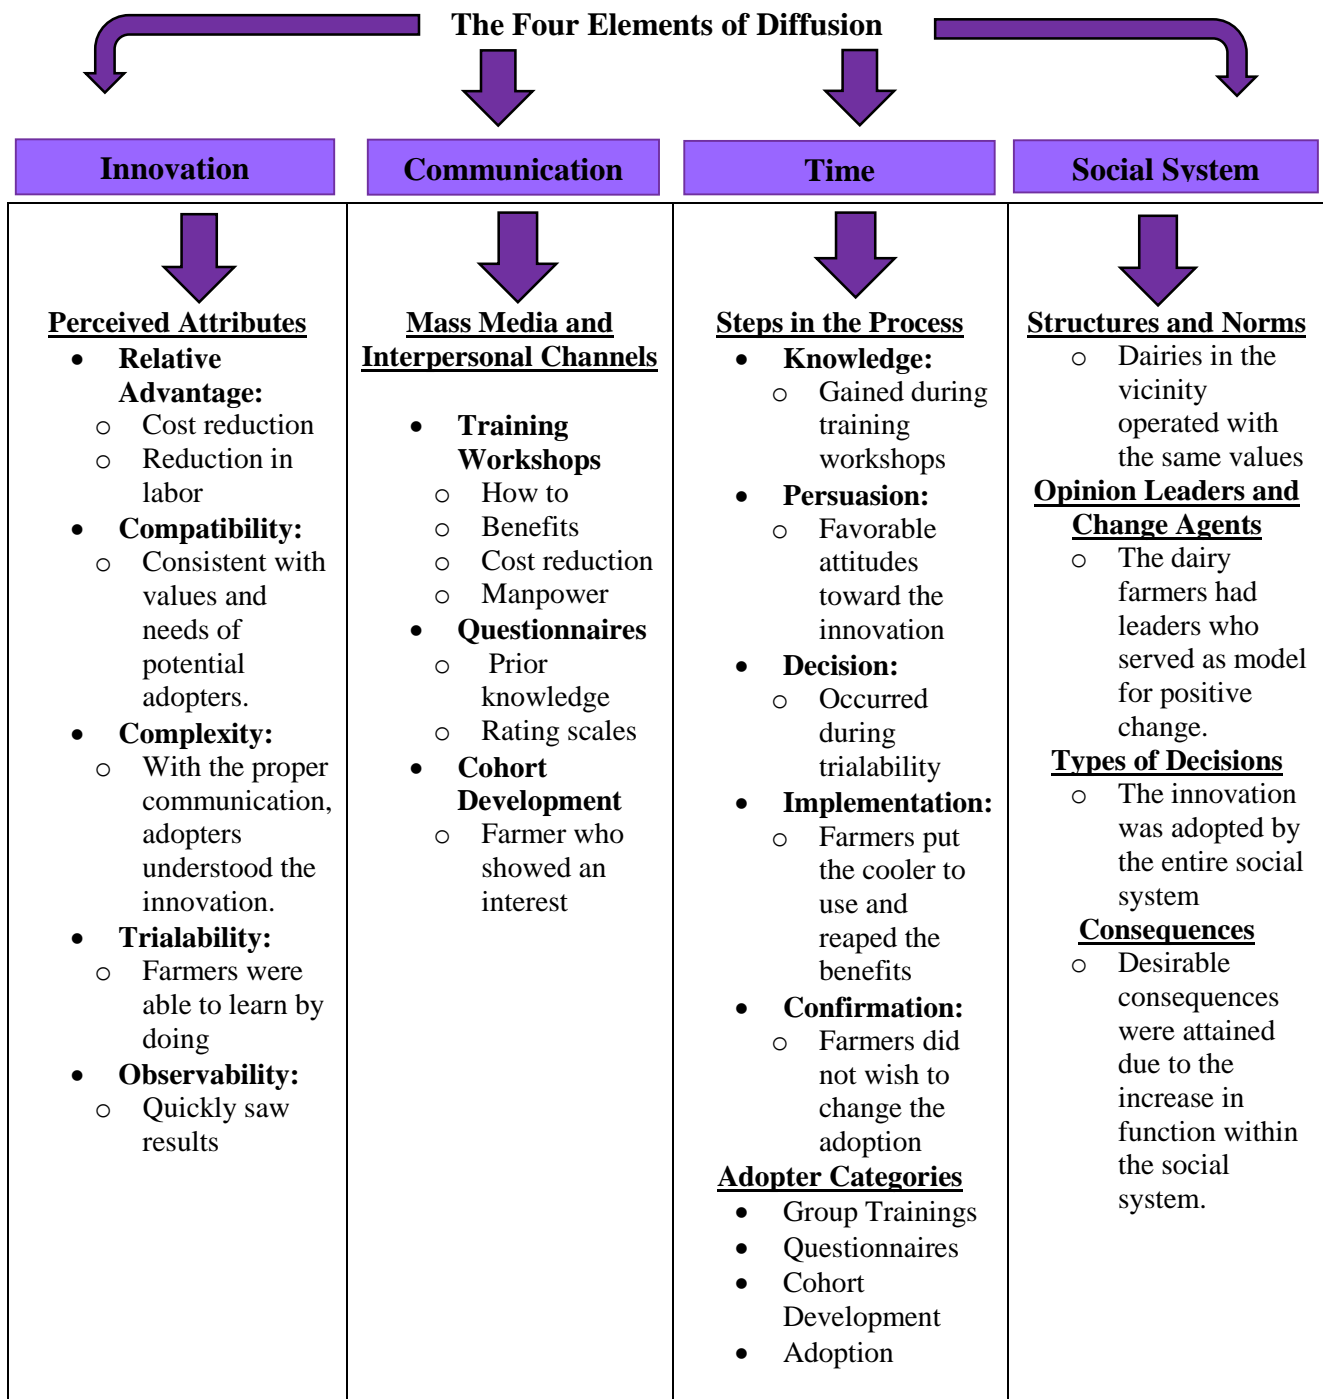 The Four Elements of Diffusion
Innovation
Communication
Time
Social System
Perceived Attributes
• Relative
Advantage:
o Cost reduction
o Reduction in
labor
• Compatibility:
o Consistent with
values and
needs of
potential
adopters.
• Complexity:
o With the proper
communication,
adopters
understood the
innovation.
• Trialability:
o Farmers were
able to learn by
doing
• Observability:
o Quickly saw
results
Mass Media and
Interpersonal Channels
• Training
Workshops
o How to
o Benefits
o Cost reduction
o Manpower
• Questionnaires
o Prior
knowledge
o Rating scales
• Cohort
Development
o Farmer who
showed an
interest
Steps in the Process
• Knowledge:
o Gained during
training
workshops
• Persuasion:
o Favorable
attitudes
toward the
innovation
• Decision:
o Occurred
during
trialability
• Implementation:
o Farmers put
the cooler to
use and
reaped the
benefits
• Confirmation:
o Farmers did
not wish to
change the
adoption
Adopter Categories
• Group Trainings
• Questionnaires
• Cohort
Development
• Adoption
Structures and Norms
o Dairies in the
vicinity
operated with
the same values
Opinion Leaders and
Change Agents
o The dairy
farmers had
leaders who
served as model
for positive
change.
Types of Decisions
o The innovation
was adopted by
the entire social
system
Consequences
o Desirable
consequences
were attained
due to the
increase in
function within
the social
system.